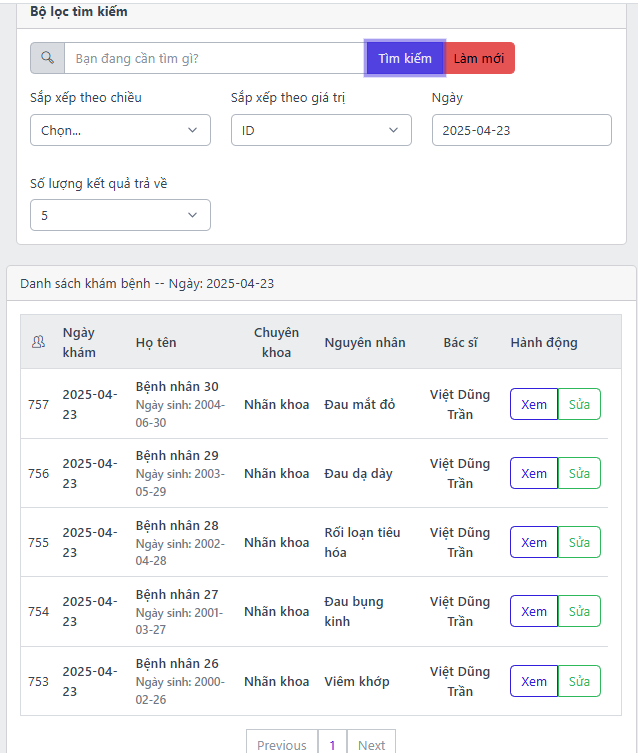 Bộ lọc tìm kiếm
Bạn đang cần tìm gì? Tìm kiếm Làm mới
Sắp xếp theo chiều Sắp xếp theo giá trị Ngày
Chọn... ID 2025-04-23
Số lượng kết quả trả về
5
Danh sách khám bệnh -- Ngày: 2025-04-23
Ngày khám Họ tên Chuyên khoa Nguyên nhân Bác sĩ Hành động
757 2025-04-23 Bệnh nhân 30 Ngày sinh: 2004-06-30 Nhãn khoa Đau mắt đỏ Việt Dũng Trần Xem Sửa
756 2025-04-23 Bệnh nhân 29 Ngày sinh: 2003-05-29 Nhãn khoa Đau dạ dày Việt Dũng Trần Xem Sửa
755 2025-04-23 Bệnh nhân 28 Ngày sinh: 2002-04-28 Nhãn khoa Rối loạn tiêu hóa Việt Dũng Trần Xem Sửa
754 2025-04-23 Bệnh nhân 27 Ngày sinh: 2001-03-27 Nhãn khoa Đau bụng kinh Việt Dũng Trần Xem Sửa
753 2025-04-23 Bệnh nhân 26 Ngày sinh: 2000-02-26 Nhãn khoa Viêm khớp Việt Dũng Trần Xem Sửa
Previous 1 Next